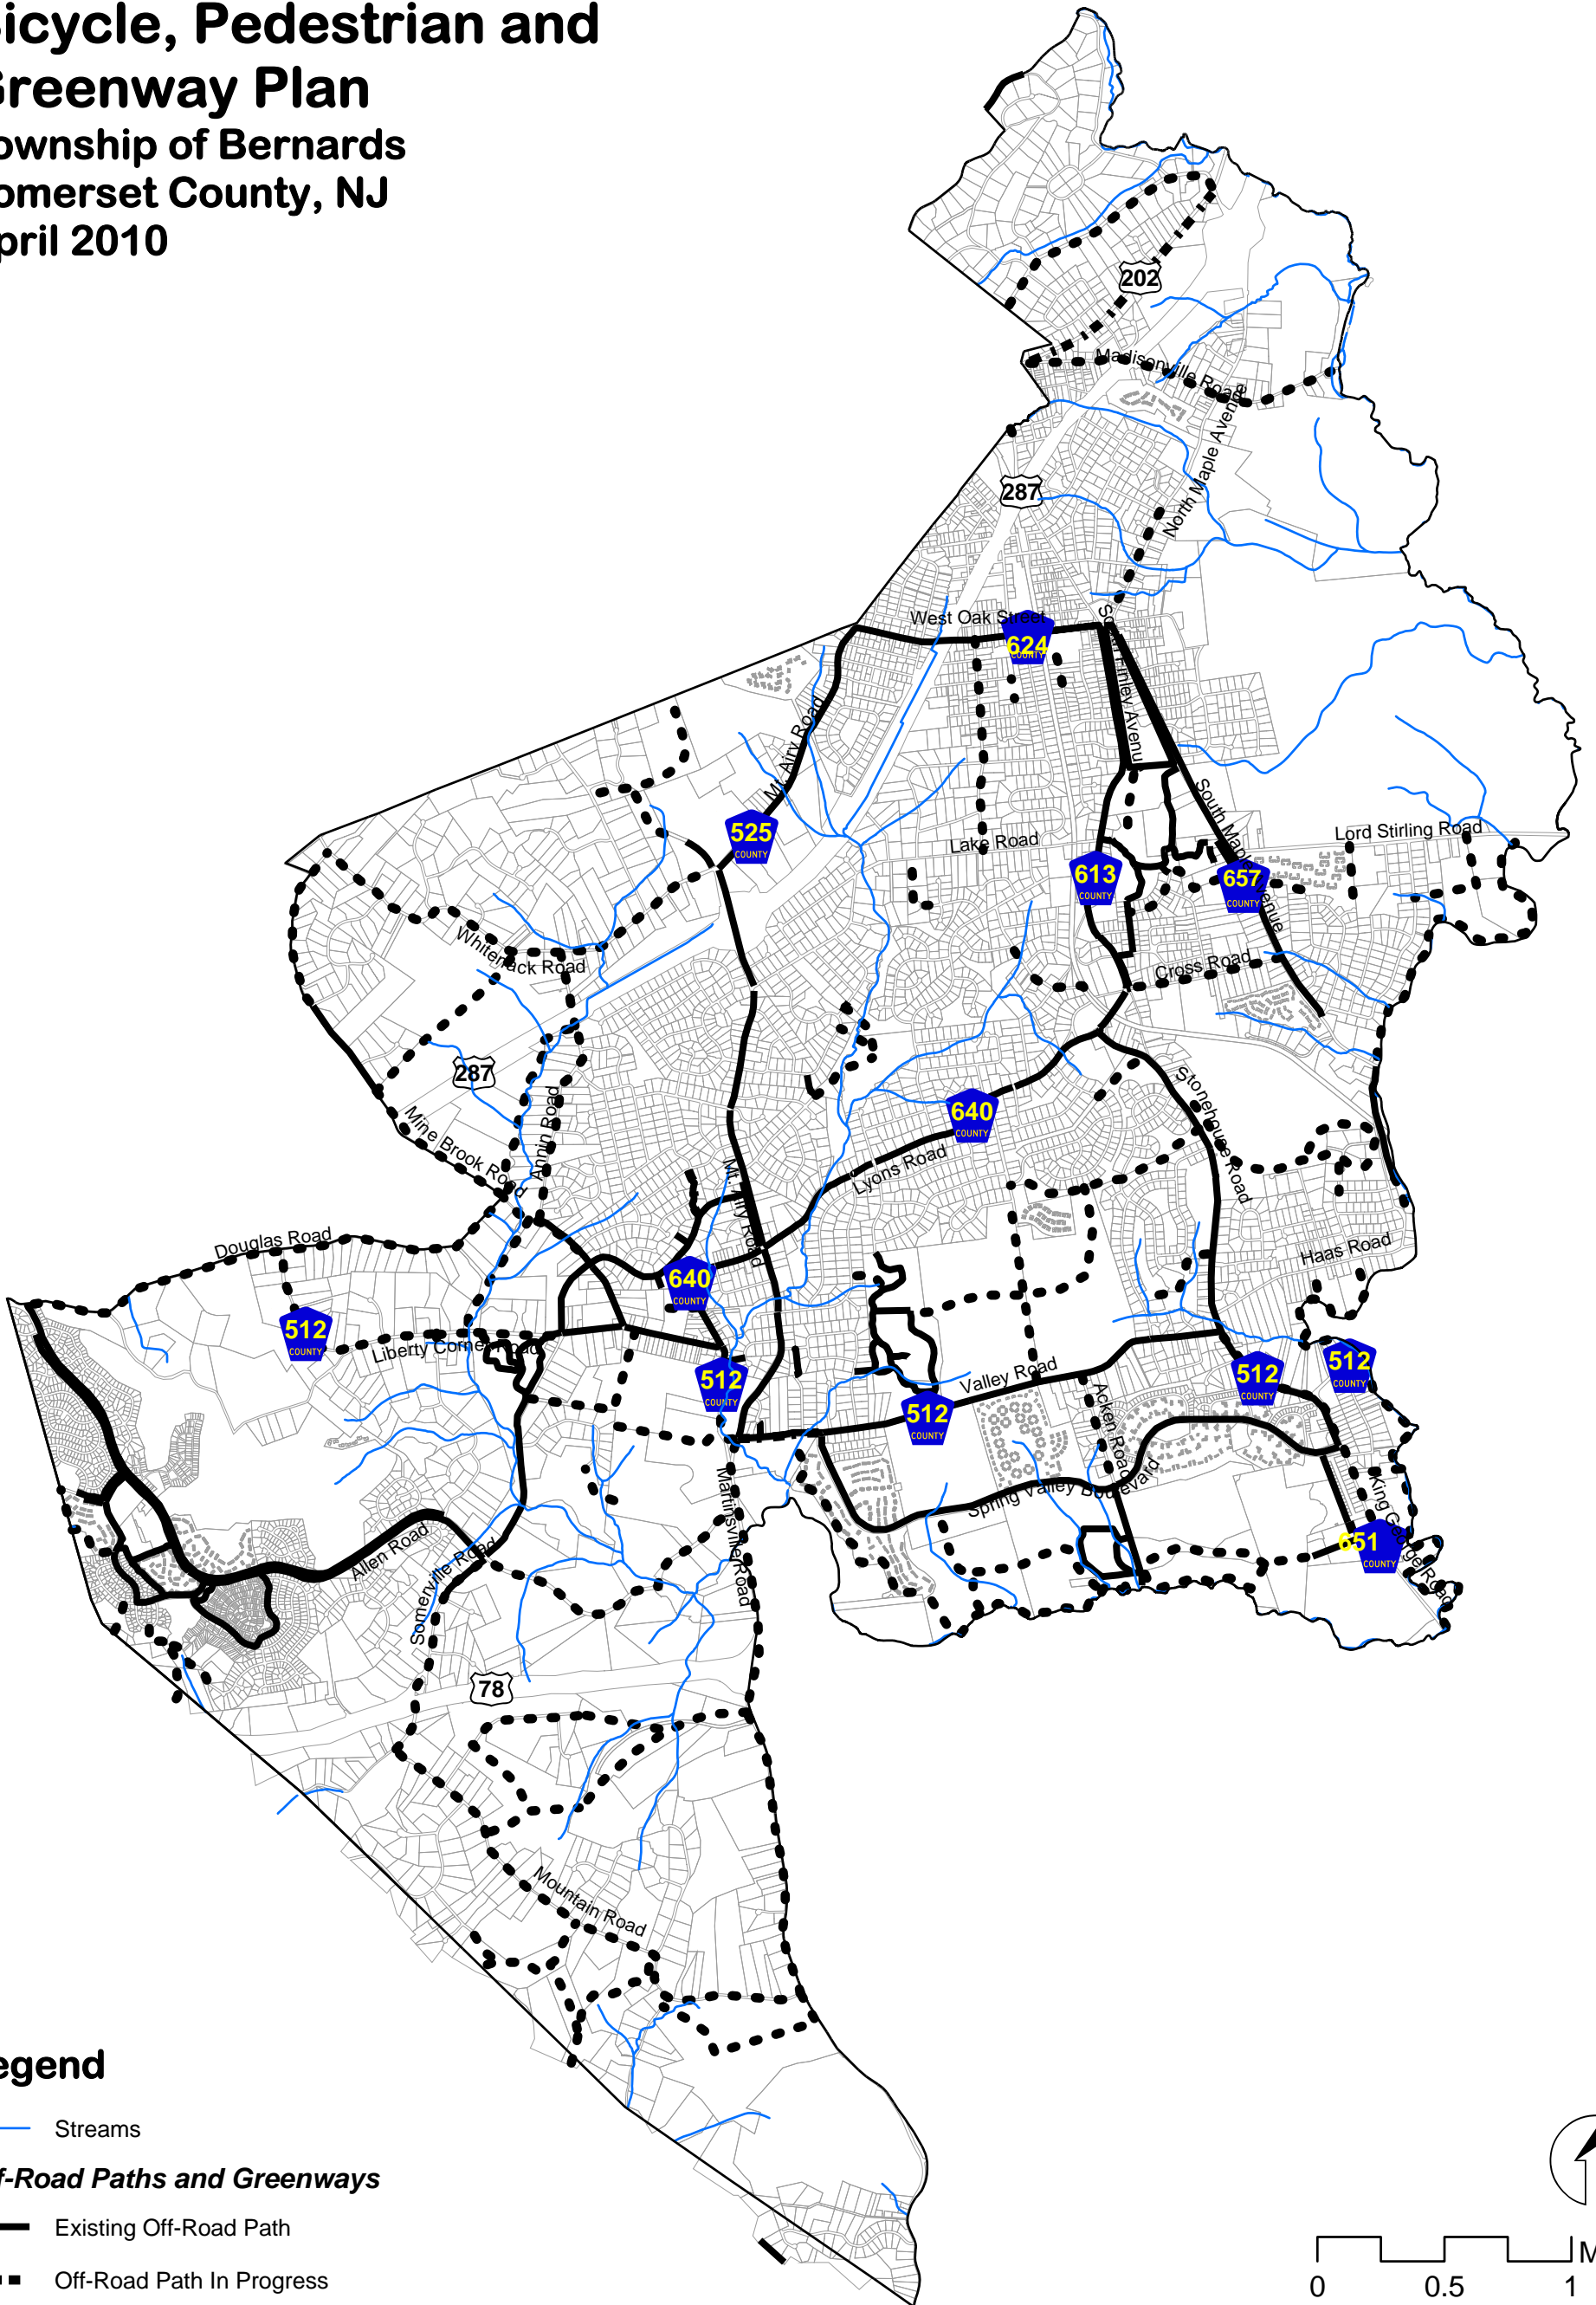 icycle, Pedestrian and
reenway Plan
ownship of Bernards
omerset County, NJ
pril 2010
202
Madisonville Road
North Maple Avenue
287
West Oak Street
624
COUNTY
South Finley Avenu
Mt. Airy Road
525
COUNTY
South Maple Avenue
Lord Stirling Road
Lake Road
613
COUNTY
657
COUNTY
Whitenack Road
Cross Road
287
Annin Road
Mine Brook Road
640
COUNTY
Stonehouse Road
Lyons Road
Mt. Airy Road
Douglas Road
Haas Road
640
COUNTY
512
COUNTY
Liberty Corner Road
512
COUNTY
512
COUNTY
512
COUNTY
Valley Road
512
COUNTY
Acken Road
Spring Valley Boulevard
King George Road
651
COUNTY
Martinsville Road
Allen Road
Somerville Road
78
Mountain Road
egend
Streams
f-Road Paths and Greenways
Existing Off-Road Path
Off-Road Path In Progress
M
0 0.5 1